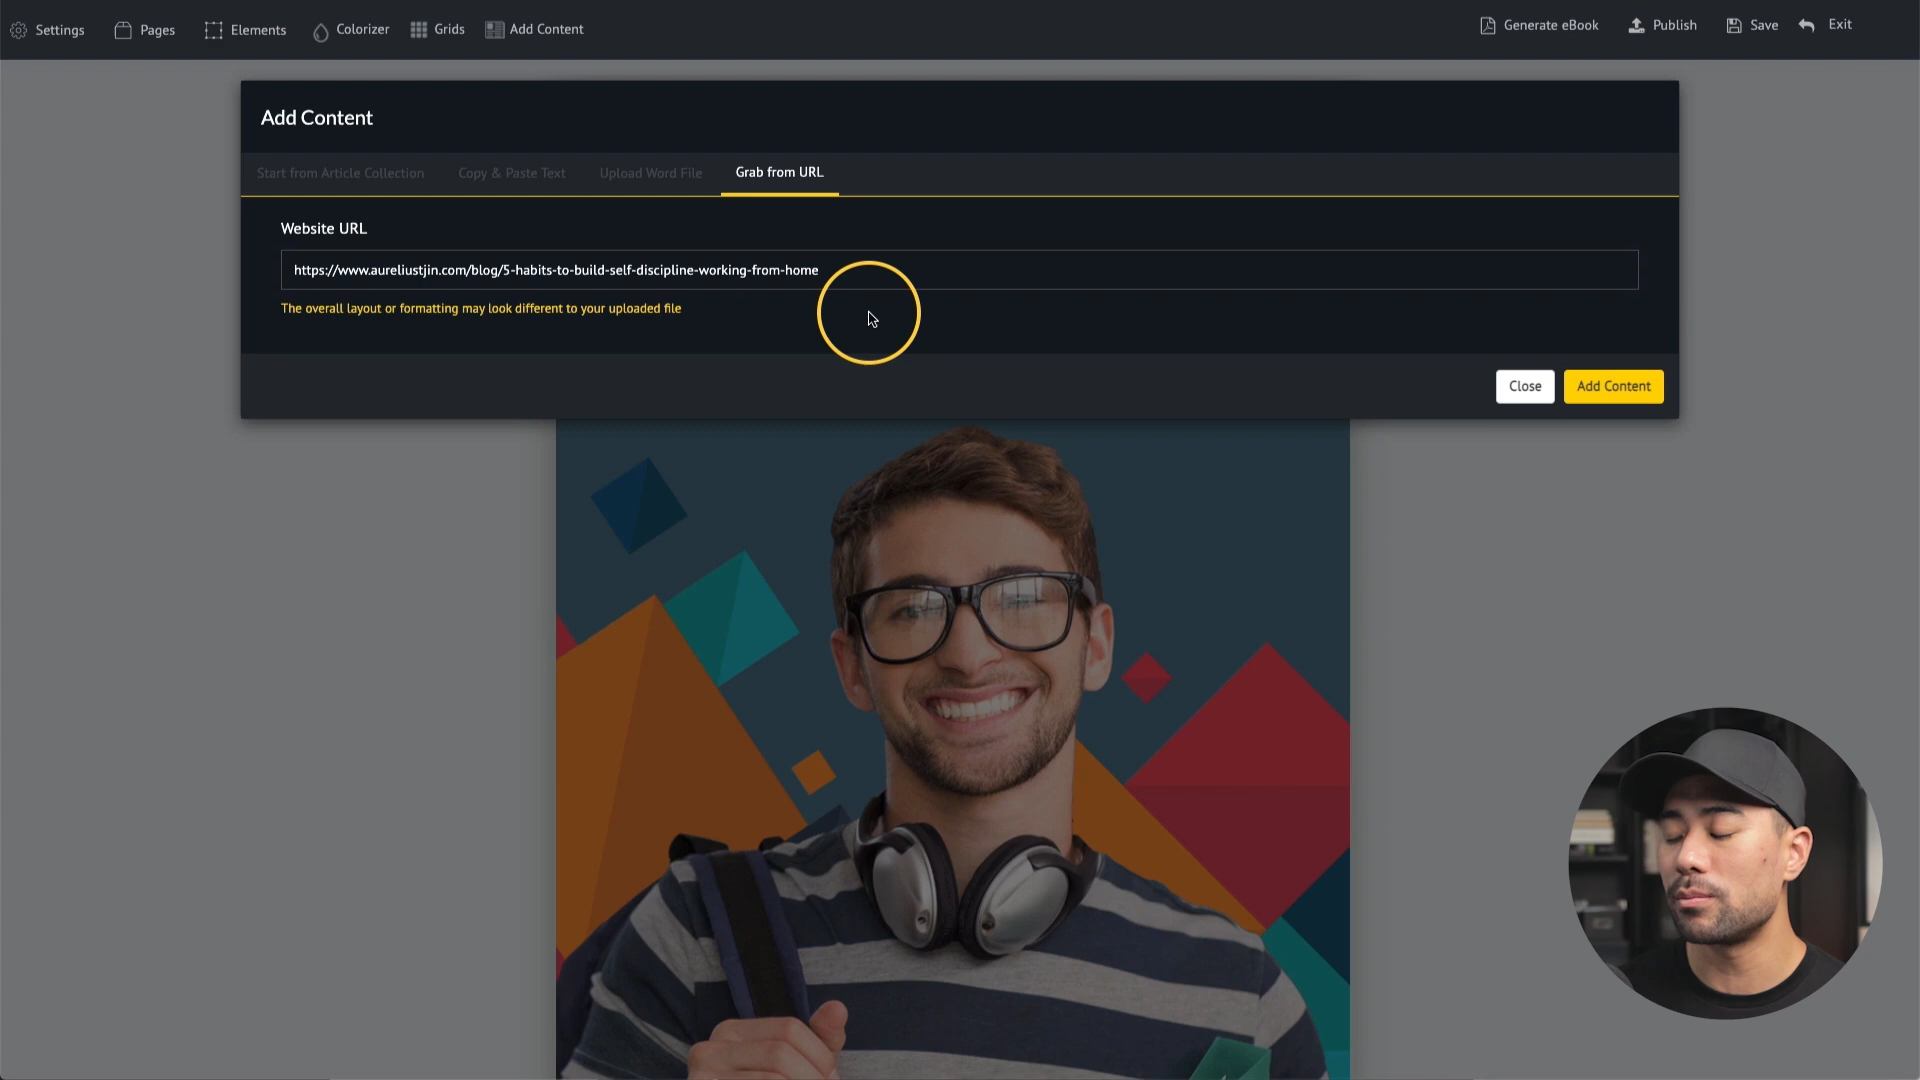 Settings Pages Elements Colorizer Grids Add Content Generate eBook Publish Save Exit
Add Content
Start from Article Collection Copy & Paste Text Upload Word File Grab from URL
Website URL
https://www.aureliustjin.com/blog/5-habits-to-build-self-discipline-working-from-home
The overall layout or formatting may look different to your uploaded file
Close Add Content